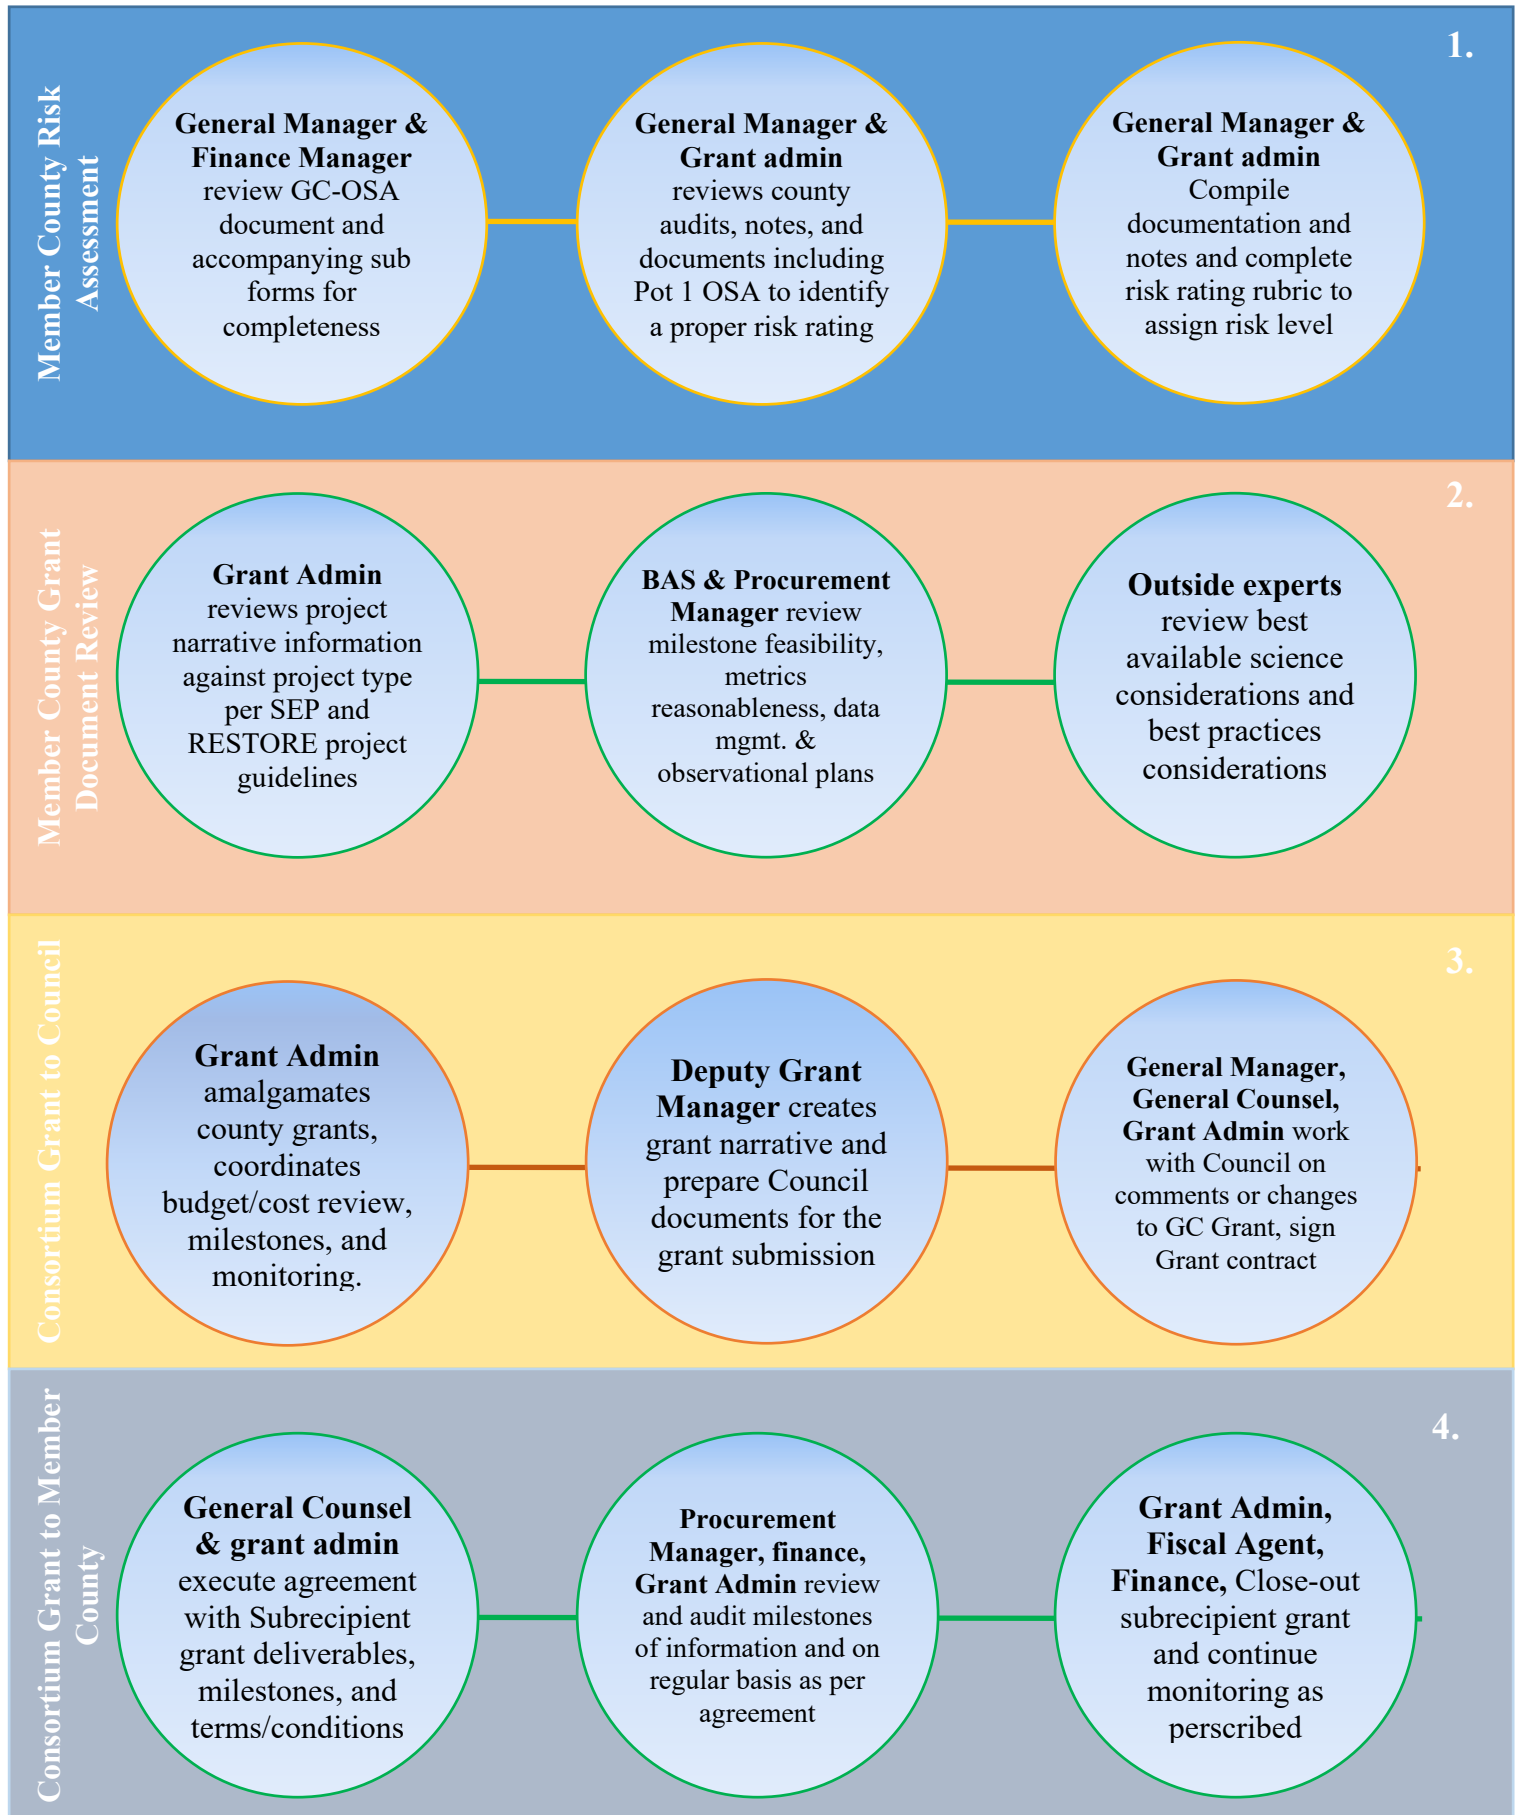 1.
Member County Risk
Assessment
General Manager &
Finance Manager
review GC-OSA
document and
accompanying sub
forms for
completeness
General Manager &
Grant admin
reviews county
audits, notes, and
documents including
Pot 1 OSA to identify
a proper risk rating
General Manager &
Grant admin
Compile
documentation and
notes and complete
risk rating rubric to
assign risk level
2.
Member County Grant
Document Review
Grant Admin
reviews project
narrative information
against project type
per SEP and
RESTORE project
guidelines
BAS & Procurement
Manager review
milestone feasibility,
metrics
reasonableness, data
mgmt. &
observational plans
Outside experts
review best
available science
considerations and
best practices
considerations
3.
Consortium Grant to Council
Grant Admin
amalgamates
county grants,
coordinates
budget/cost review,
milestones, and
monitoring.
Deputy Grant
Manager creates
grant narrative and
prepare Council
documents for the
grant submission
General Manager,
General Counsel,
Grant Admin work
with Council on
comments or changes
to GC Grant, sign
Grant contract
4.
Consortium Grant to Member
County
General Counsel
& grant admin
execute agreement
with Subrecipient
grant deliverables,
milestones, and
terms/conditions
Procurement
Manager, finance,
Grant Admin review
and audit milestones
of information and on
regular basis as per
agreement
Grant Admin,
Fiscal Agent,
Finance, Close-out
subrecipient grant
and continue
monitoring as
perscribed